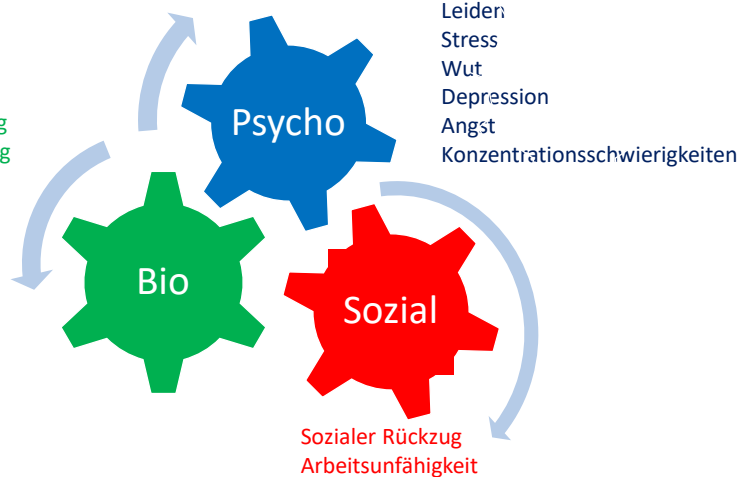 Leiden
Stress
Wut
Depression
Angst
Konzentrationsschwierigkeiten
Psycho
Bio
Sozial
Sozialer Rückzug
Arbeitsunfähigkeit